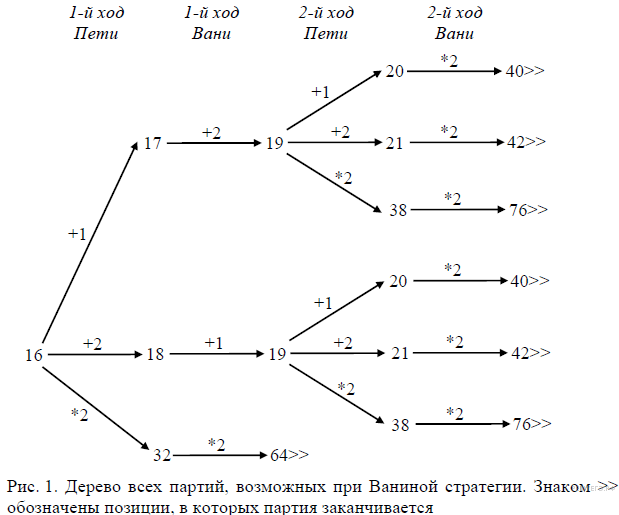 1-й ход 1-й ход 2-й ход 2-й ход
Пети Вани Пети Вани
20 *2 40>>
+1
17 +2 19 +2 21 *2 42>>
*2
38 *2 76>>
+1
20 *2 40>>
+1
16 +2 18 +1 19 +2 21 *2 42>>
*2 *2
38 *2 76>>
32 *2 64>>
Рис. 1. Дерево всех партий, возможных при Ваниной стратегии. Знаком >>
обозначены позиции, в которых партия заканчивается